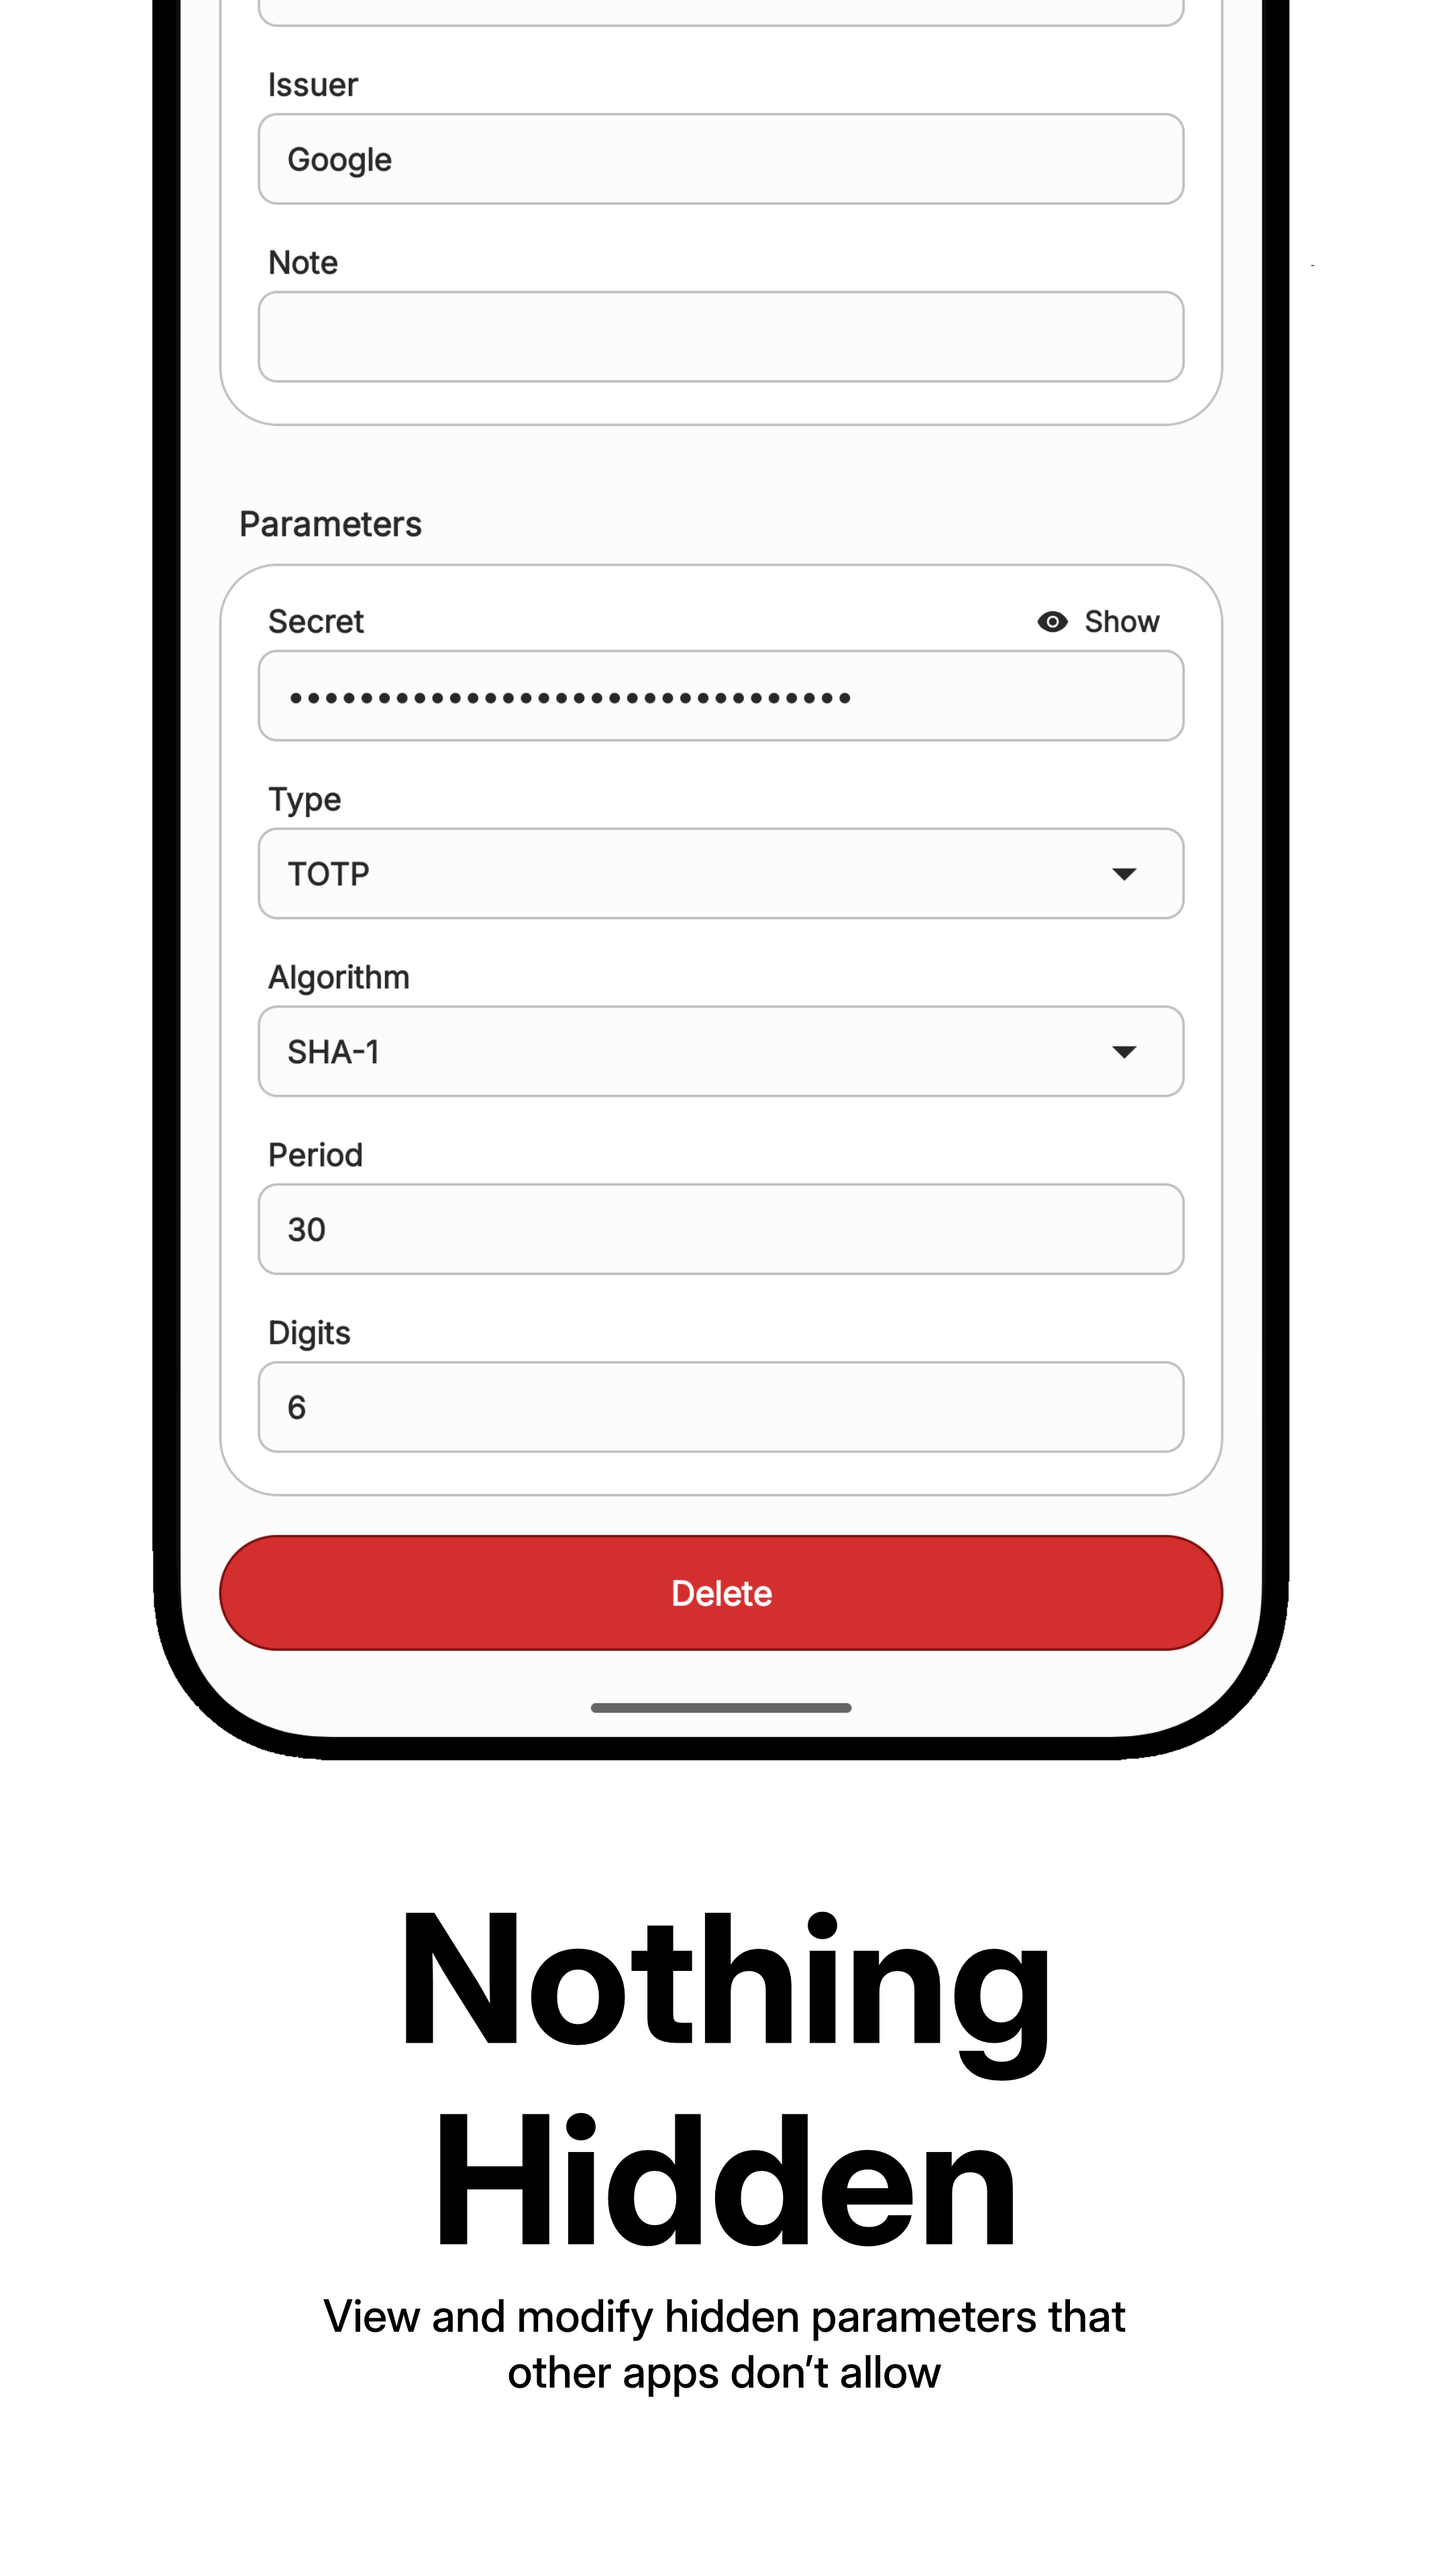 Issuer
Google
Note
Parameters
Secret
Show
••••••••••••••••••••••••••••••••
Type
TOTP
Algorithm
SHA-1
Period
30
Digits
6
Delete
Nothing
Hidden
View and modify hidden parameters that
other apps don’t allow